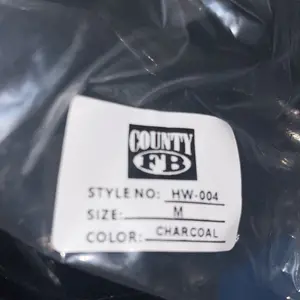 COUNTY
FB
STYLE NO: HW-004
SIZE: M
COLOR: CHARCOAL